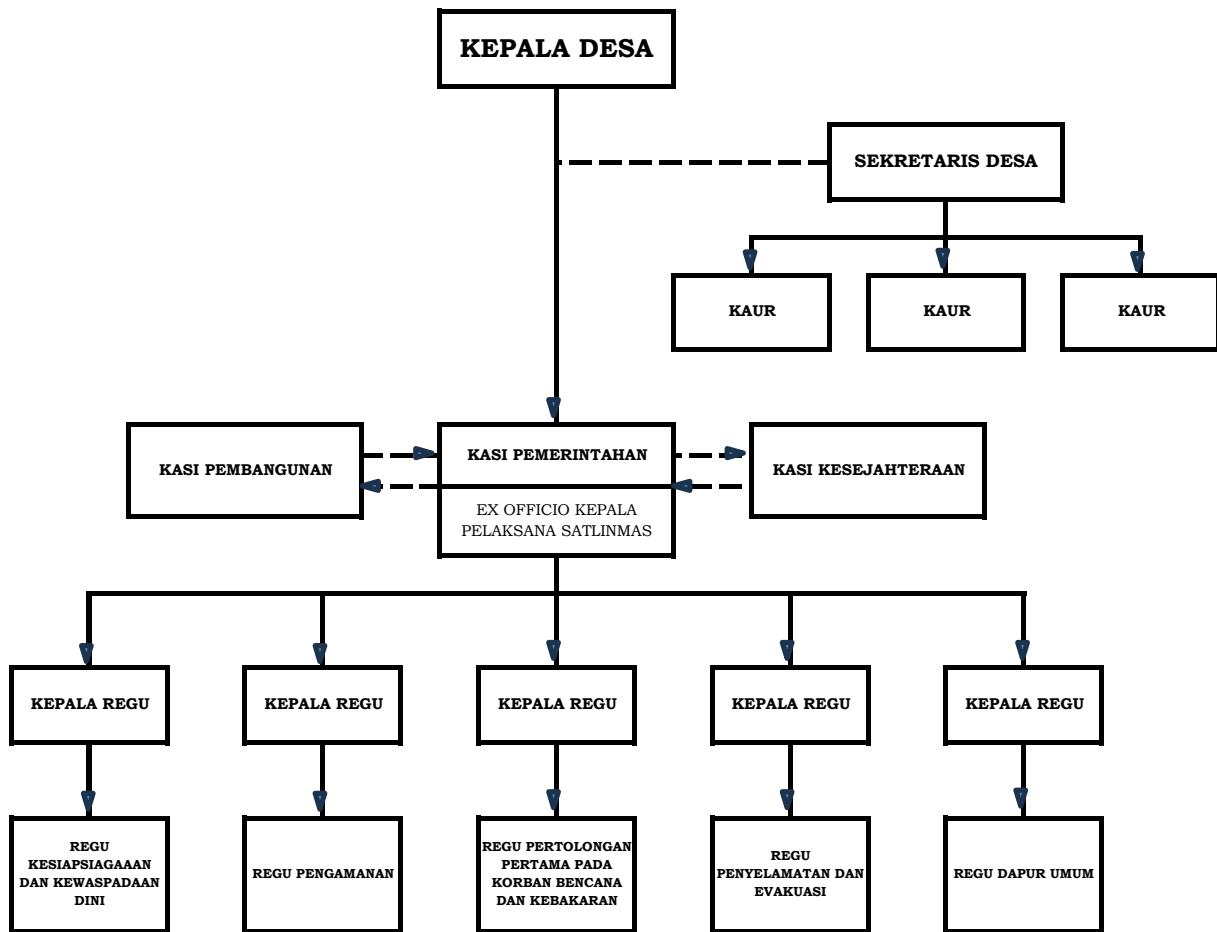 KEPALA DESA
SEKRETARIS DESA
KAUR
KAUR
KAUR
KASI PEMBANGUNAN
KASI PEMERINTAHAN
KASI KESEJAHTERAAN
EX OFFICIO KEPALA
PELAKSANA SATLINMAS
KEPALA REGU
KEPALA REGU
KEPALA REGU
KEPALA REGU
KEPALA REGU
REGU
KESIAPSIAGAAAN
DAN KEWASPADAAN
DINI
REGU PENGAMANAN
REGU PERTOLONGAN
PERTAMA PADA
KORBAN BENCANA
DAN KEBAKARAN
REGU
PENYELAMATAN DAN
EVAKUASI
REGU DAPUR UMUM